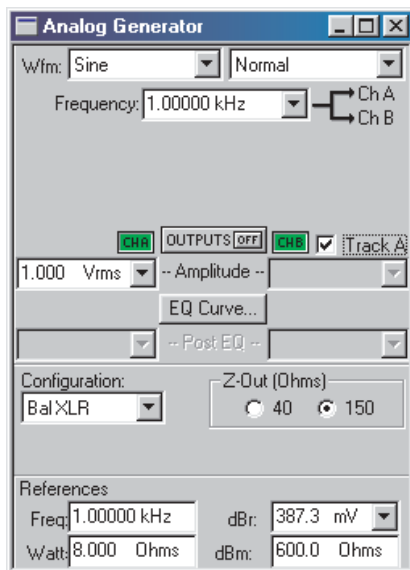 Analog Generator
Wfm: Sine Normal
Frequency: 1.00000 kHz Ch A
Ch B
CHA OUTPUTS OFF CHB Track A
1.000 Vrms -- Amplitude --
EQ Curve...
-- Post EQ --
Configuration: Z-Out (Ohms)
Bal XLR 40 150
References
Freq: 1.00000 kHz dBr: 387.3 mV
Watt: 8.000 Ohms dBm: 600.0 Ohms